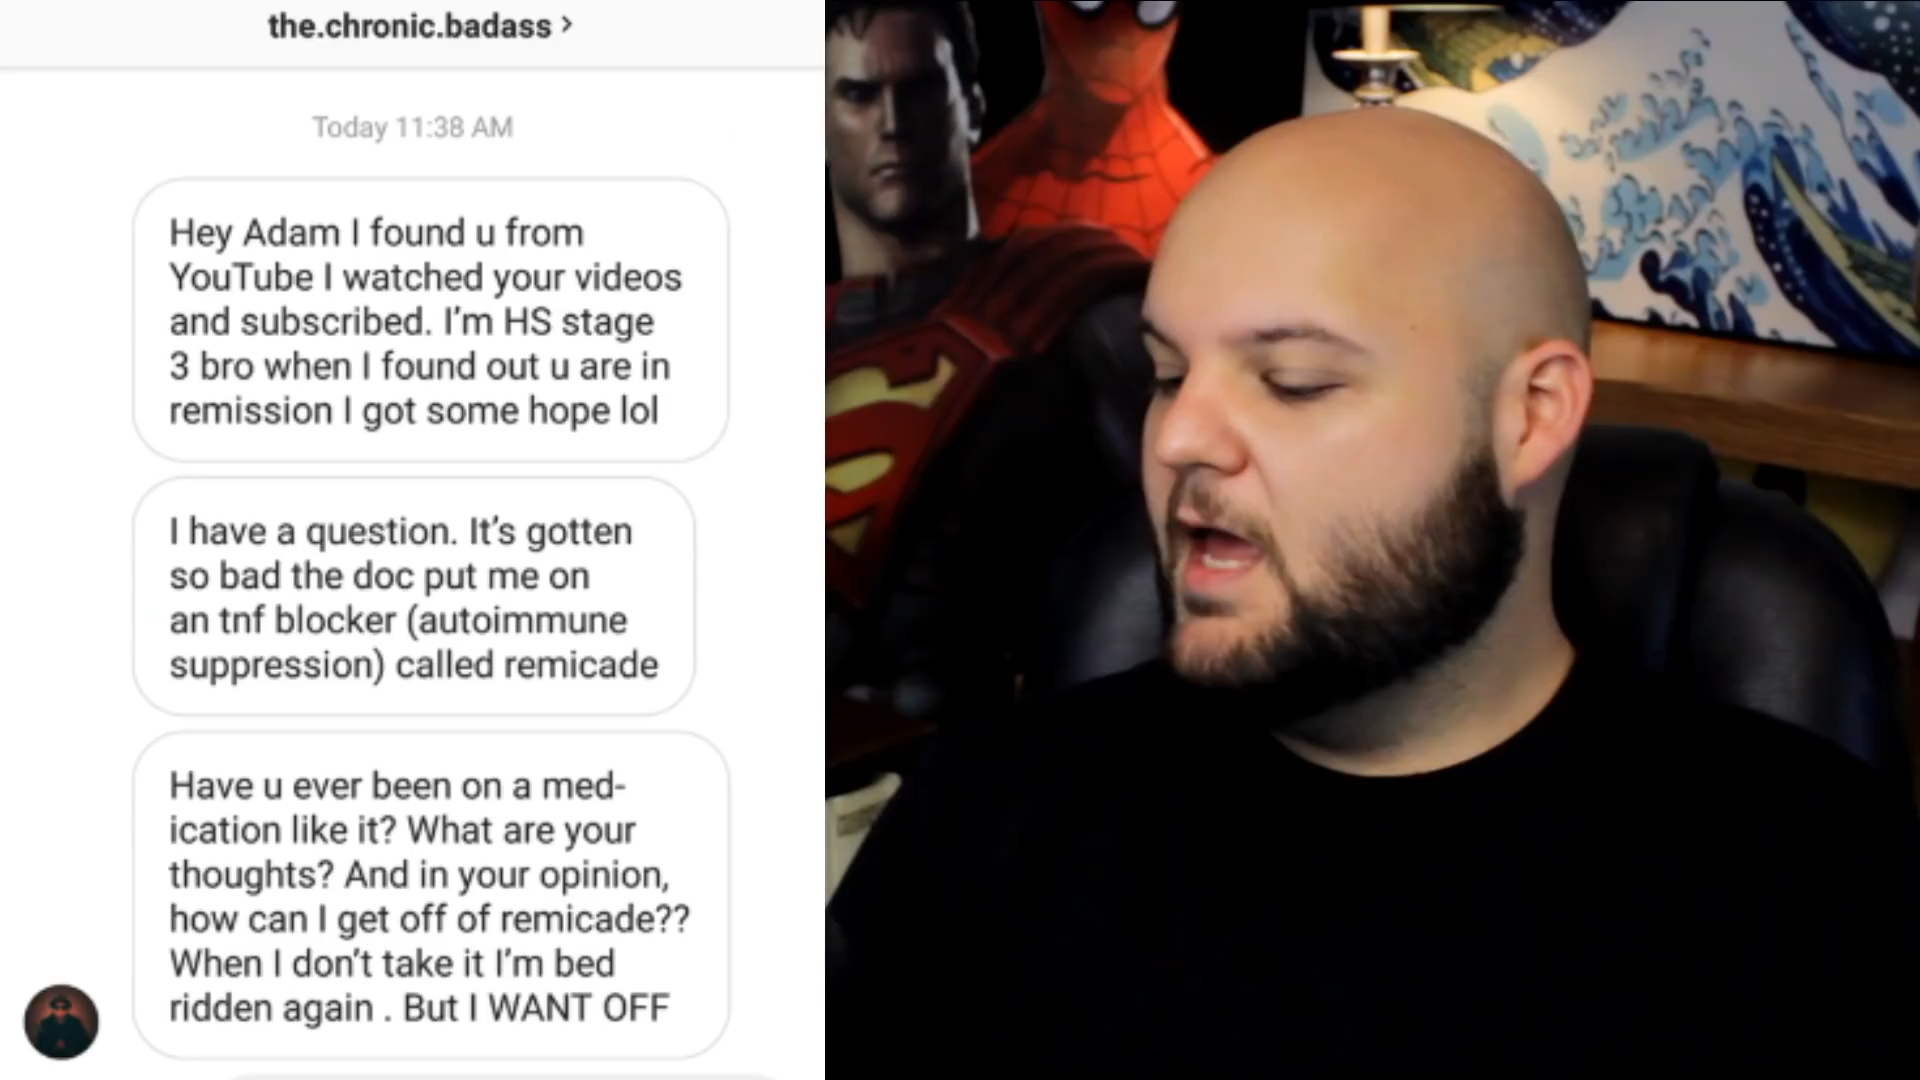 the.chronic.badass >
Today 11:38 AM
Hey Adam I found u from
YouTube I watched your videos
and subscribed. I'm HS stage
3 bro when I found out u are in
remission I got some hope lol
I have a question. It's gotten
so bad the doc put me on
an tnf blocker (autoimmune
suppression) called remicade
Have u ever been on a med-
ication like it? What are your
thoughts? And in your opinion,
how can I get off of remicade??
When I don't take it I'm bed
ridden again . But I WANT OFF